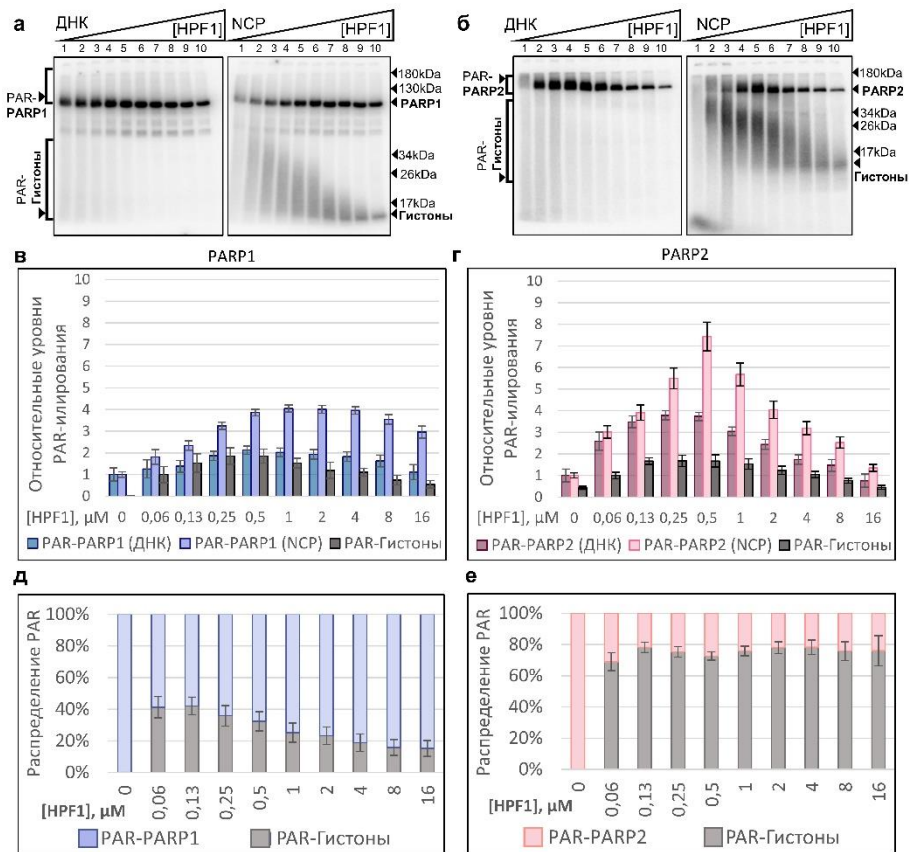 а
ДНК
[HPF1]
NCP
1 2 3 4 5 6 7 8 9 10
1 2 3 4 5 6 7 8 9 10
PAR-
PARP1
PAR-
Гистоны
180kDa
130kDa
PARP1
34kDa
26kDa
17kDa
Гистоны
б
ДНК
[HPF1]
NCP
[HPF1]
1 2 3 4 5 6 7 8 9 10
1 2 3 4 5 6 7 8 9 10
PAR-
PARP2
PAR-
Гистоны
180kDa
PARP2
34kDa
26kDa
17kDa
Гистоны
в
PARP1
Относительные уровни
PAR-илирования
10
9
8
7
6
5
4
3
2
1
0
[HPF1], µM 0 0,06 0,13 0,25 0,5 1 2 4 8 16
PAR-PARP1 (ДНК) PAR-PARP1 (NCP) PAR-Гистоны
г
PARP2
Относительные уровни
PAR-илирования
10
9
8
7
6
5
4
3
2
1
0
[HPF1], µM 0 0,06 0,13 0,25 0,5 1 2 4 8 16
PAR-PARP2 (ДНК) PAR-PARP2 (NCP) PAR-Гистоны
д
Распределение PAR
100%
80%
60%
40%
20%
0%
0 0,06 0,13 0,25 0,5 1 2 4 8 16
[HPF1], µM
PAR-PARP1 PAR-Гистоны
е
Распределение PAR
100%
80%
60%
40%
20%
0%
0 0,06 0,13 0,25 0,5 1 2 4 8 16
[HPF1], µM
PAR-PARP2 PAR-Гистоны